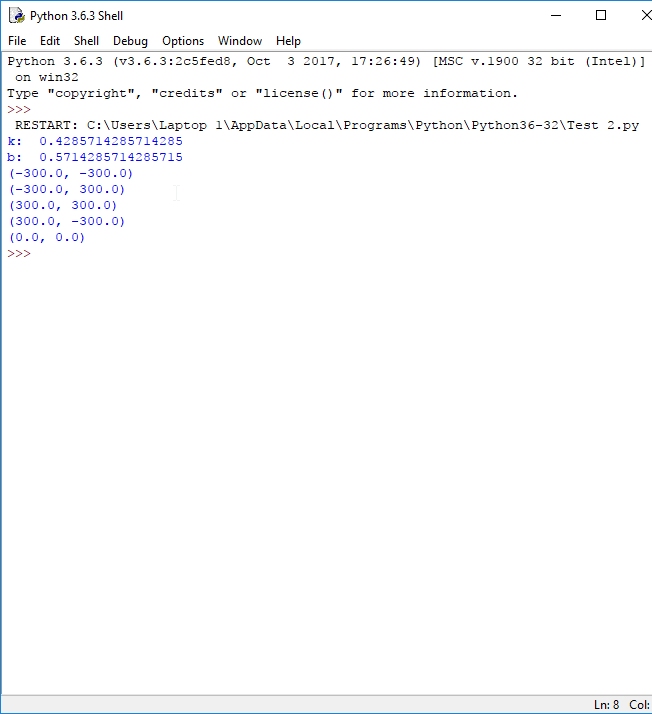 Python 3.6.3 Shell
File Edit Shell Debug Options Window Help
Python 3.6.3 (v3.6.3:2c5fed8, Oct  3 2017, 17:26:49) [MSC v.1900 32 bit (Intel)]
 on win32
Type "copyright", "credits" or "license()" for more information.
>>>
 RESTART: C:\Users\Laptop 1\AppData\Local\Programs\Python\Python36-32\Test 2.py
k:  0.4285714285714285
b:  0.5714285714285715
(-300.0, -300.0)
(-300.0, 300.0)
(300.0, 300.0)
(300.0, -300.0)
(0.0, 0.0)
>>>
Ln: 8 Col: